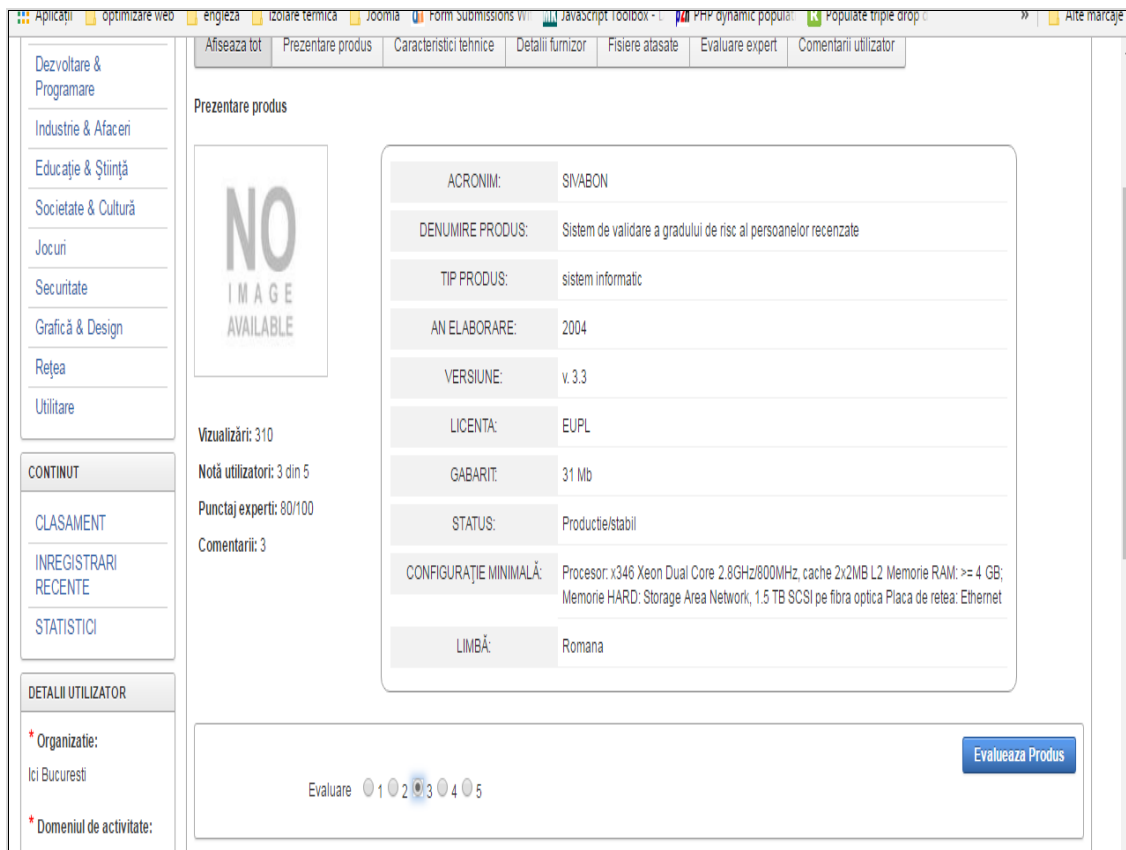 Aplicații optimizare web engleza izolare termica Joomla Form Submissions W JavaScript Toolbox - L PHP dynamic populat Populate triple drop d » Alte marcaje
Afiseaza tot Prezentare produs Caracteristici tehnice Detalii furnizor Fisiere atasate Evaluare expert Comentarii utilizator
Dezvoltare &
Programare
Industrie & Afaceri
Educaţie & Ştiinţă
Societate & Cultură
Jocuri
Securitate
Grafică & Design
Reţea
Utilitare
CONTINUT
CLASAMENT
INREGISTRARI
RECENTE
STATISTICI
DETALII UTILIZATOR
* Organizatie:
Ici Bucuresti
* Domeniul de activitate:
Prezentare produs
NO
IMAGE
AVAILABLE
Vizualizări: 310
Notă utilizatori: 3 din 5
Punctaj experti: 80/100
Comentarii: 3
ACRONIM: SIVABON
DENUMIRE PRODUS: Sistem de validare a gradului de risc al persoanelor recenzate
TIP PRODUS: sistem informatic
AN ELABORARE: 2004
VERSIUNE: v. 3.3
LICENTA: EUPL
GABARIT: 31 Mb
STATUS: Productie/stabil
CONFIGURAŢIE MINIMALĂ: Procesor: x346 Xeon Dual Core 2.8GHz/800MHz, cache 2x2MB L2 Memorie RAM: >= 4 GB;
Memorie HARD: Storage Area Network, 1.5 TB SCSI pe fibra optica Placa de retea: Ethernet
LIMBĂ: Romana
Evalueaza Produs
Evaluare 1 2 3 4 5